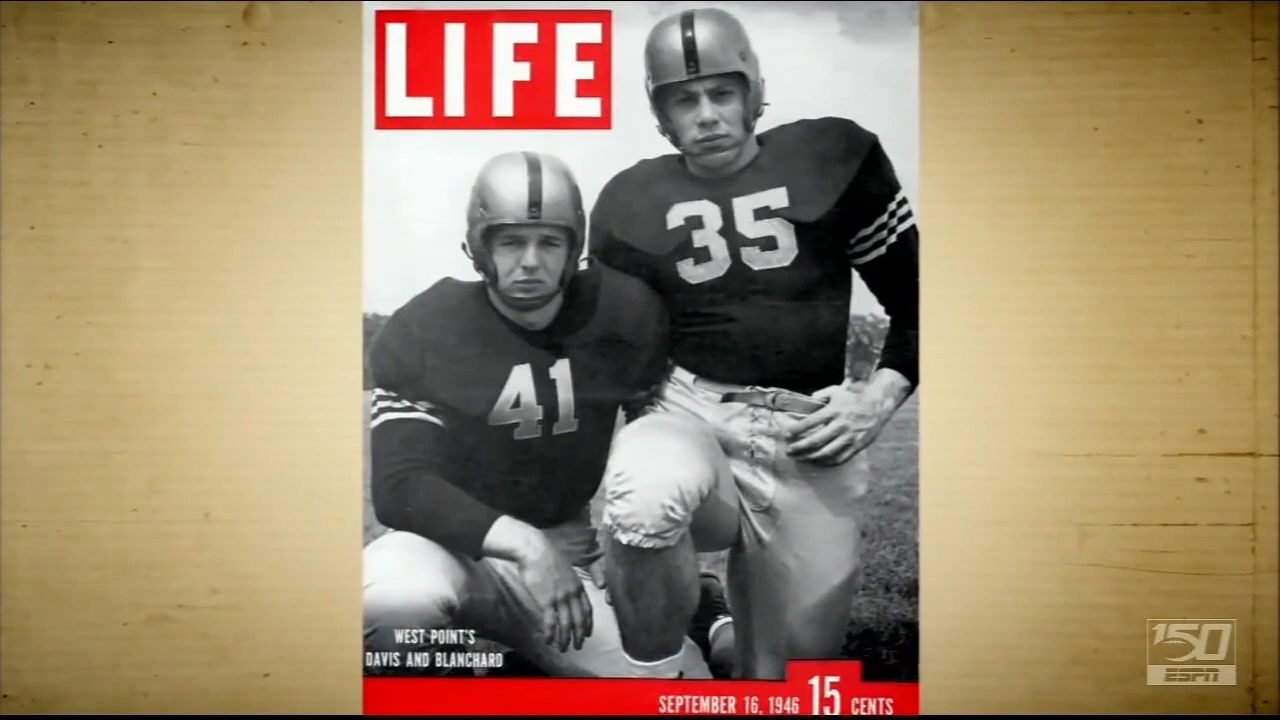 LIFE
35
41
WEST POINT'S
DAVIS AND BLANCHARD
SEPTEMBER 16, 1946 15 CENTS
150
ESPN